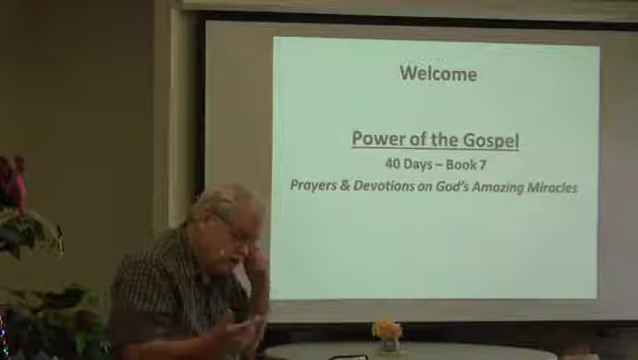 Welcome
Power of the Gospel
40 Days – Book 7
Prayers & Devotions on God's Amazing Miracles